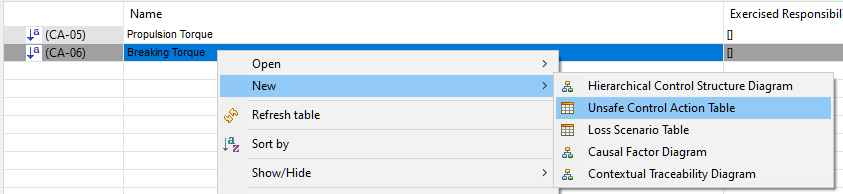 Name
Exercised Responsibil
(CA-05)
Propulsion Torque
[]
(CA-06)
Breaking Torque
[]
Open
New
Refresh table
Sort by
Show/Hide
Hierarchical Control Structure Diagram
Unsafe Control Action Table
Loss Scenario Table
Causal Factor Diagram
Contextual Traceability Diagram